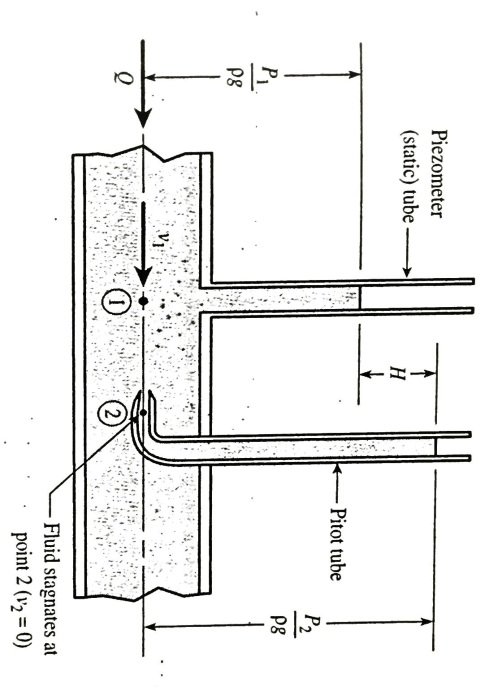 Piezometer
(static) tube
P₁
ρg
H
Pitot tube
P₂
ρg
Q
v₁
1
2
Fluid stagnates at
point 2 (v₂ = 0)